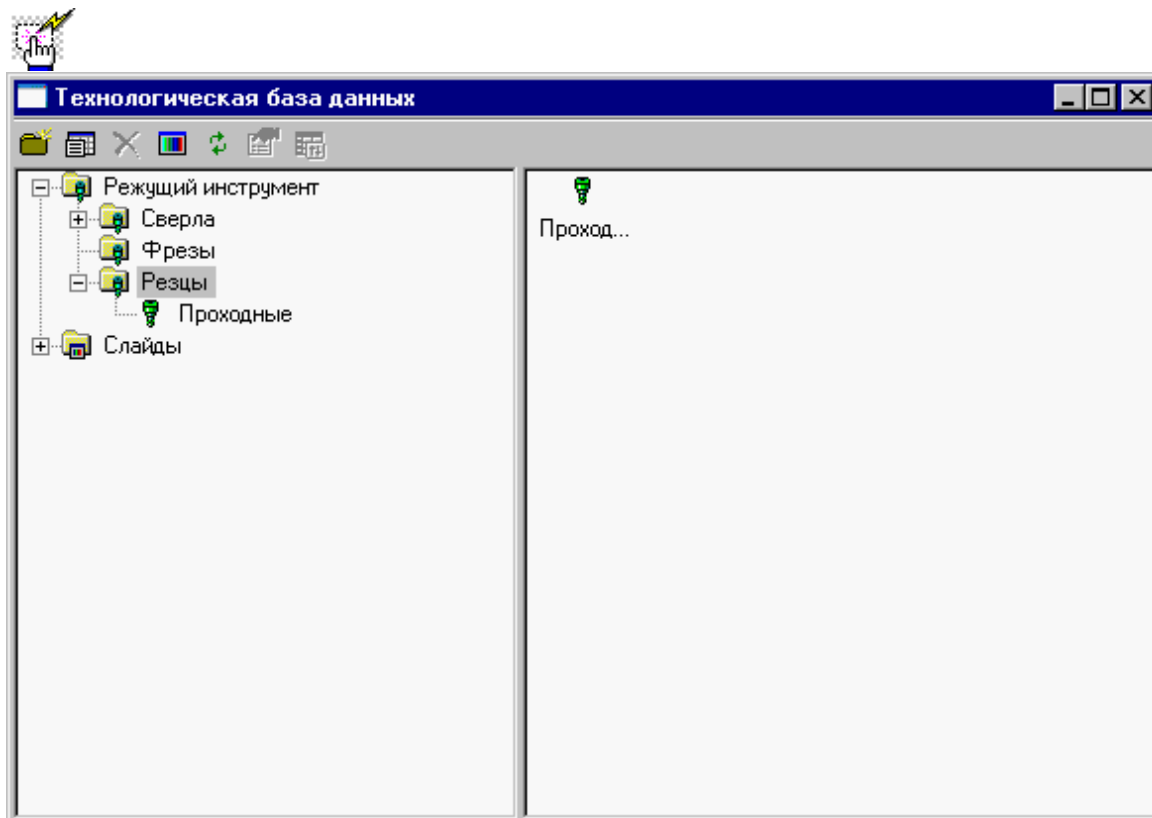 Технологическая база данных
Режущий инструмент
Сверла
Фрезы
Резцы
Проходные
Слайды
Проход...